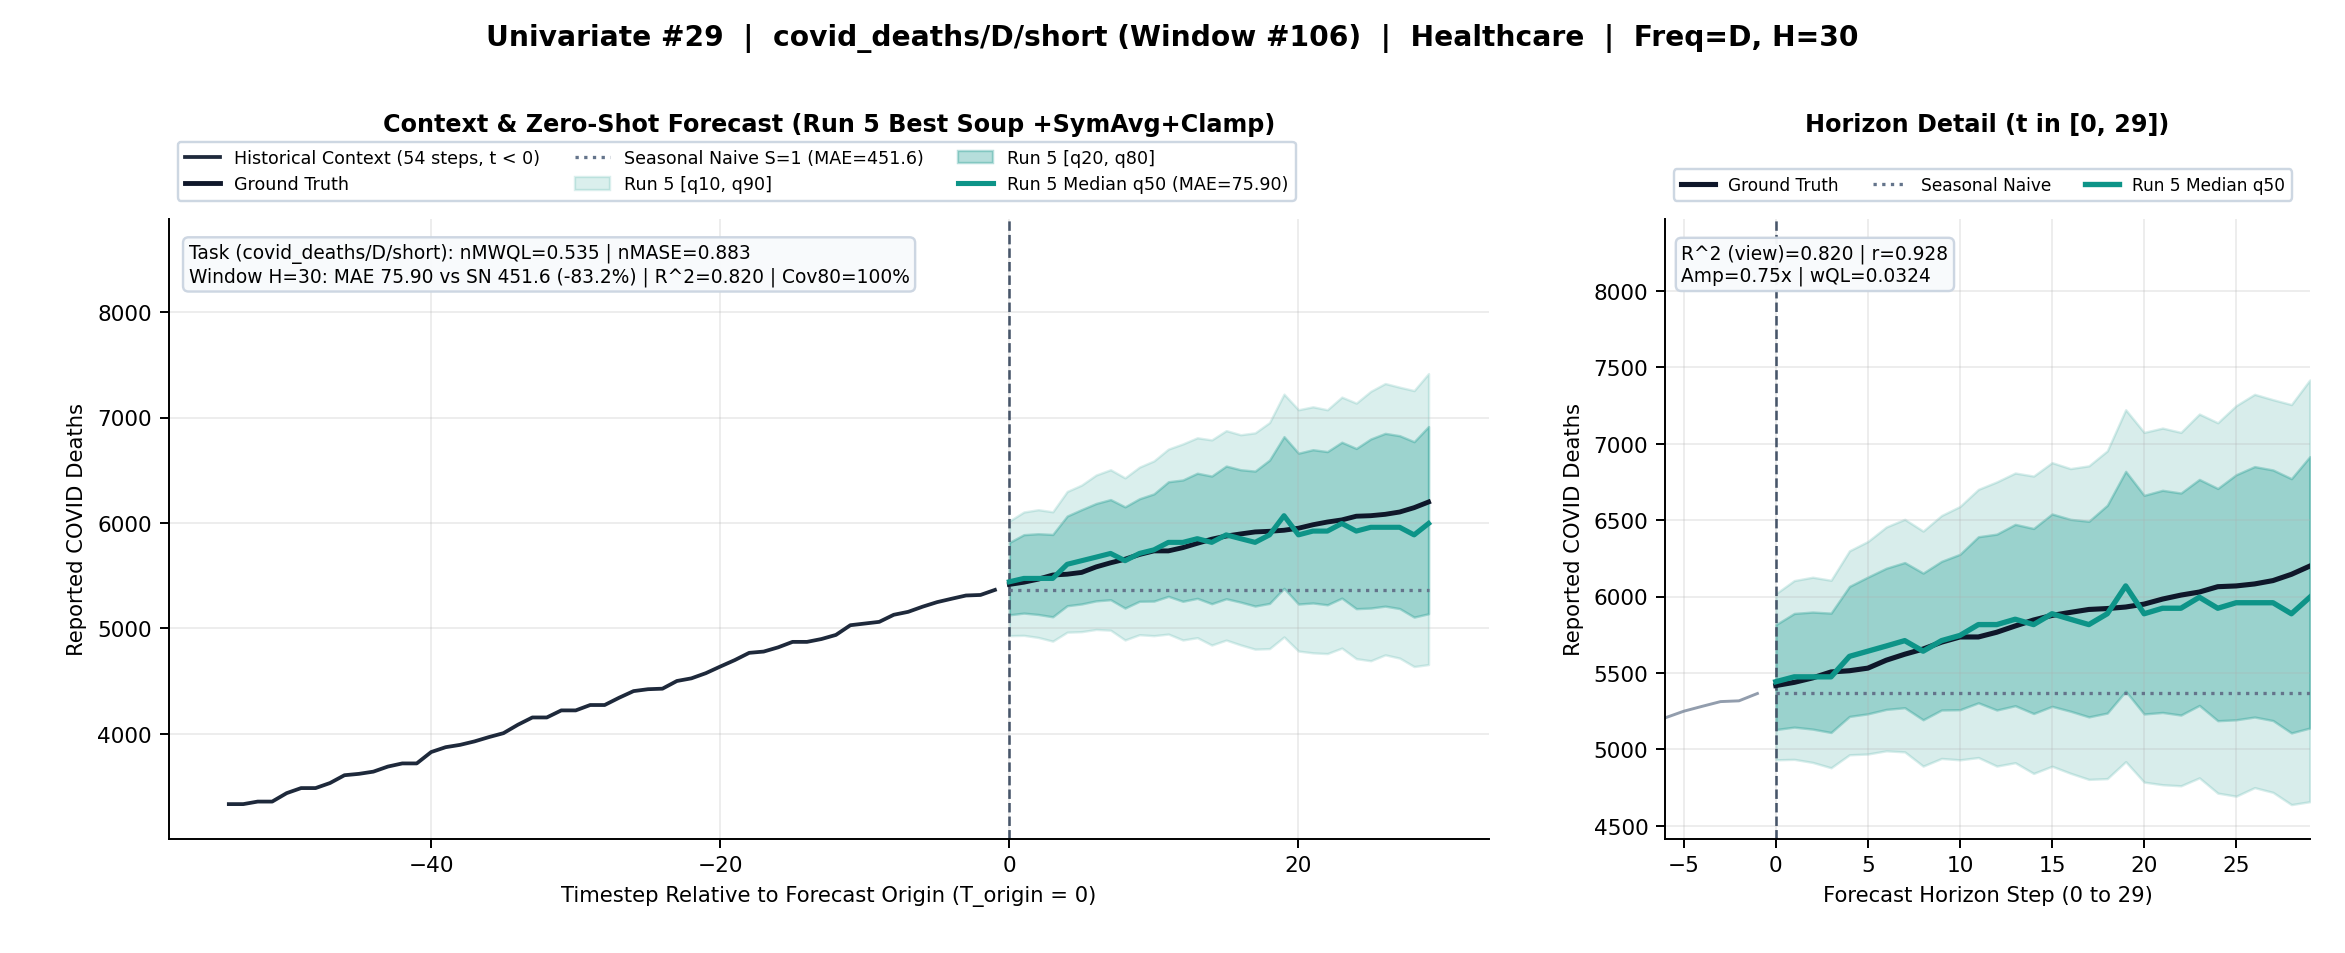 Univariate #29 | covid_deaths/D/short (Window #106) | Healthcare | Freq=D, H=30
Context & Zero-Shot Forecast (Run 5 Best Soup +SymAvg+Clamp)
Historical Context (54 steps, t < 0)
Ground Truth
Seasonal Naive S=1 (MAE=451.6)
Run 5 [q10, q90]
Run 5 [q20, q80]
Run 5 Median q50 (MAE=75.90)
Task (covid_deaths/D/short): nMWQL=0.535 | nMASE=0.883
Window H=30: MAE 75.90 vs SN 451.6 (-83.2%) | R^2=0.820 | Cov80=100%
Reported COVID Deaths
8000
7000
6000
5000
4000
−40
−20
0
20
Timestep Relative to Forecast Origin (T_origin = 0)
Horizon Detail (t in [0, 29])
Ground Truth
Seasonal Naive
Run 5 Median q50
R^2 (view)=0.820 | r=0.928
Amp=0.75x | wQL=0.0324
Reported COVID Deaths
8000
7500
7000
6500
6000
5500
5000
4500
−5
0
5
10
15
20
25
Forecast Horizon Step (0 to 29)